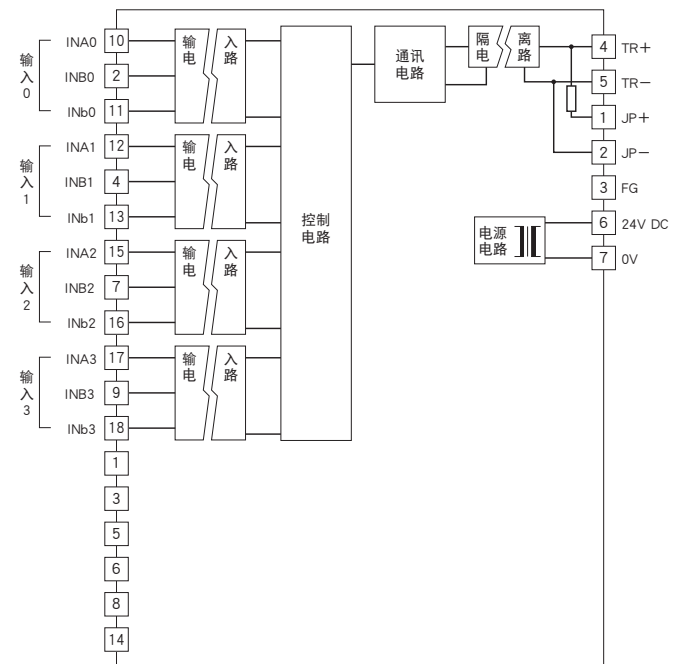 输入0
INA0 10
INB0 2
INb0 11
输电 入路
输入1
INA1 12
INB1 4
INb1 13
输电 入路
输入2
INA2 15
INB2 7
INb2 16
输电 入路
输入3
INA3 17
INB3 9
INb3 18
输电 入路
1
3
5
6
8
14
控制
电路
通讯
电路
隔电 离路
4 TR+
5 TR−
1 JP+
2 JP−
3 FG
6 24V DC
7 0V
电源
电路